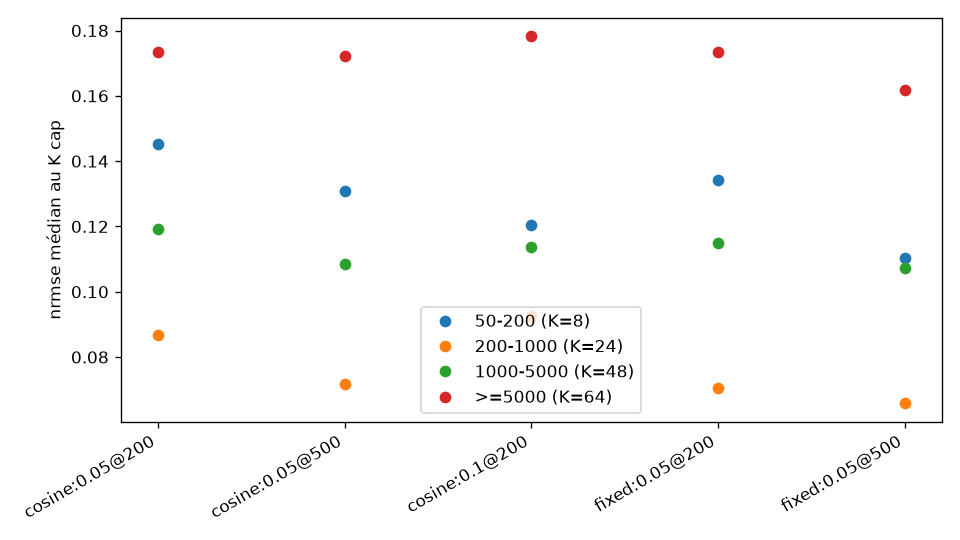 nrmse médian au K cap
0.18
0.16
0.14
0.12
0.10
0.08
50-200 (K=8)
200-1000 (K=24)
1000-5000 (K=48)
>=5000 (K=64)
cosine:0.05@200
cosine:0.05@500
cosine:0.1@200
fixed:0.05@200
fixed:0.05@500